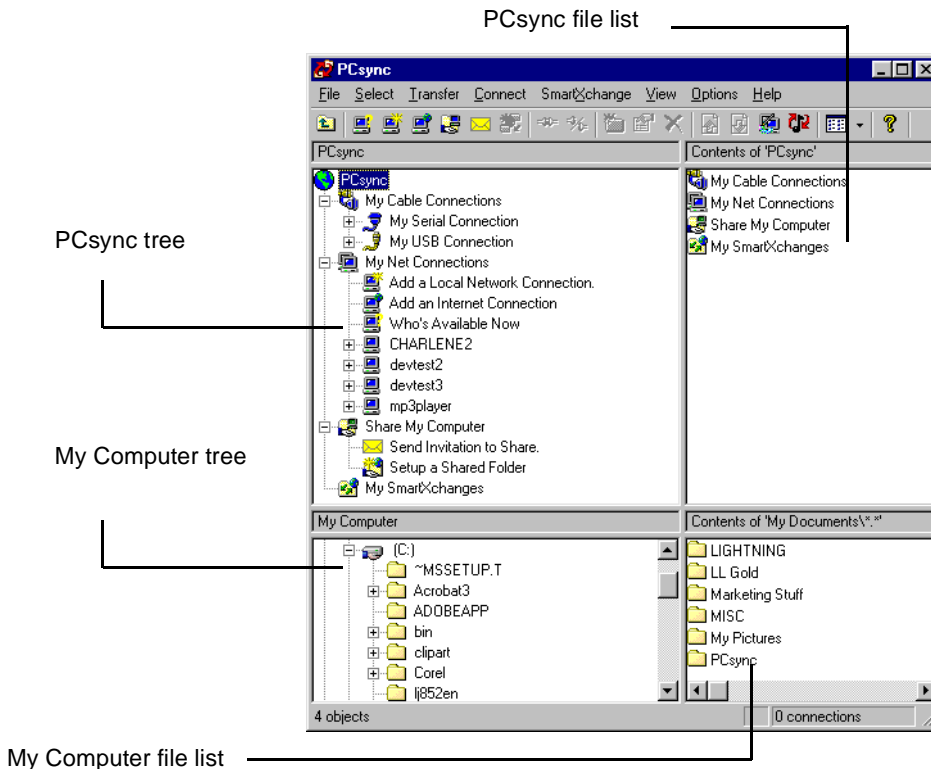 PCsync file list
PCsync
File Select Transfer Connect SmartXchange View Options Help
PCsync
Contents of 'PCsync'
PCsync
My Cable Connections
My Serial Connection
My USB Connection
My Net Connections
Add a Local Network Connection.
Add an Internet Connection
Who's Available Now
CHARLENE2
devtest2
devtest3
mp3player
Share My Computer
Send Invitation to Share.
Setup a Shared Folder
My SmartXchanges
My Cable Connections
My Net Connections
Share My Computer
My SmartXchanges
PCsync tree
My Computer tree
My Computer
Contents of 'My Documents\*.*'
(C:)
~MSSETUP.T
Acrobat3
ADOBEAPP
bin
clipart
Corel
lj852en
LIGHTNING
LL Gold
Marketing Stuff
MISC
My Pictures
PCsync
4 objects
0 connections
My Computer file list